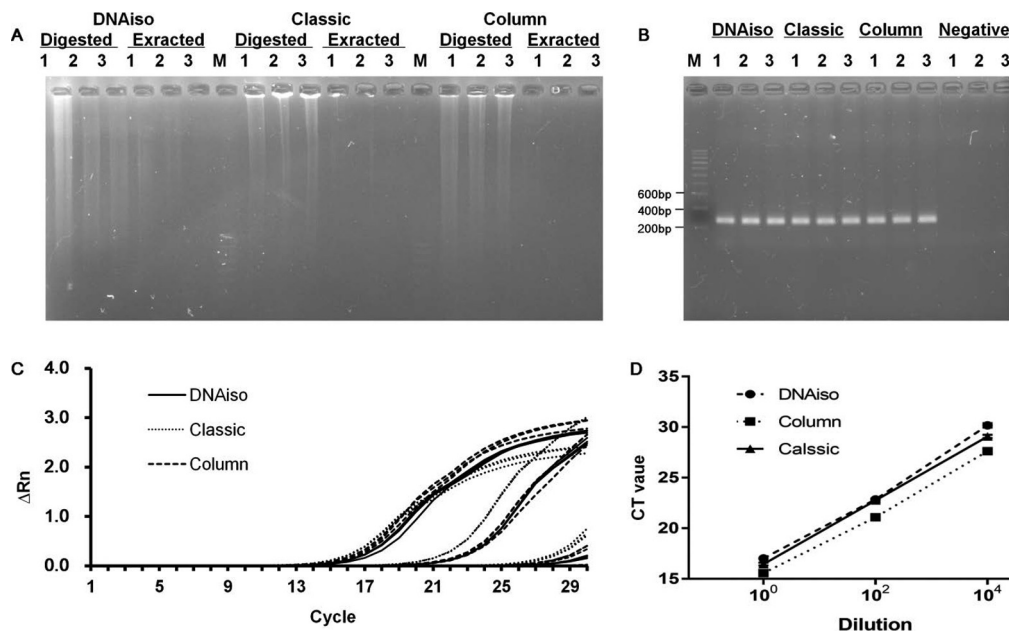 A
DNAiso Classic Column
Digested Exracted Digested Exracted Digested Exracted
1 2 3 1 2 3 M 1 2 3 1 2 3 M 1 2 3 1 2 3
B
DNAiso Classic Column Negative
M 1 2 3 1 2 3 1 2 3 1 2 3
600bp
400bp
200bp
C
ΔRn
4.0
3.0
2.0
1.0
0.0
DNAiso
Classic
Column
1 5 9 13 17 21 25 29
Cycle
D
CT vaue
35
30
25
20
15
DNAiso
Column
Calssic
10⁰ 10² 10⁴
Dilution